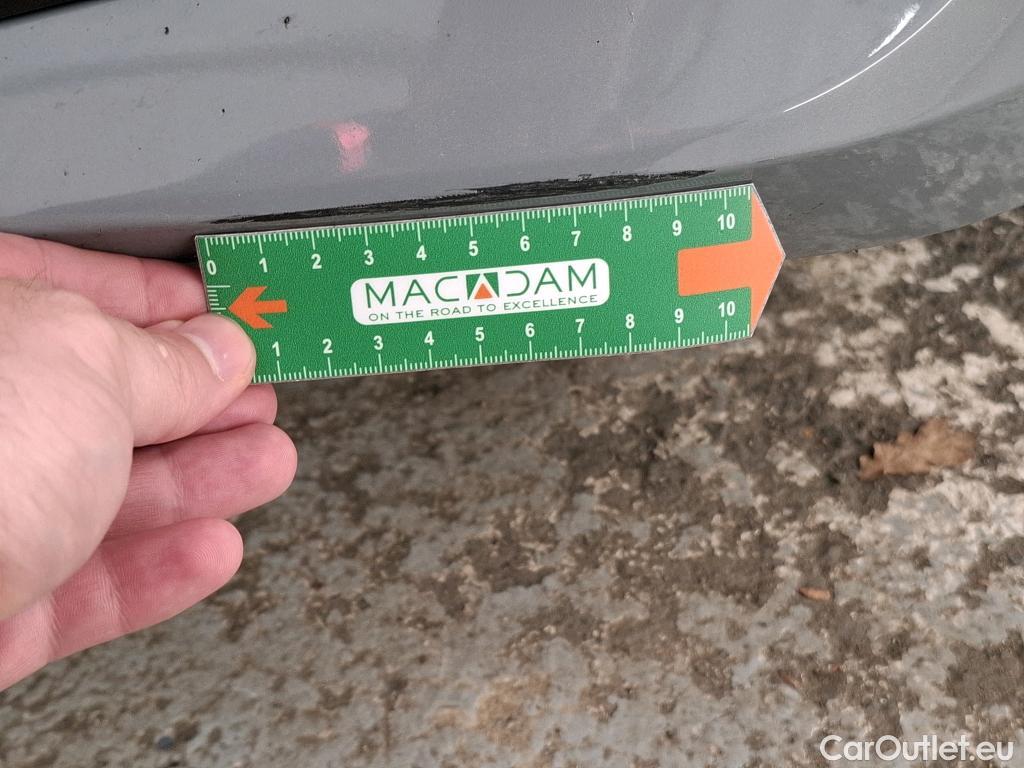 0 1 2 3 4 5 6 7 8 9 10
MACADAM
ON THE ROAD TO EXCELLENCE
1 2 3 4 5 6 7 8 9 10
CarOutlet.eu